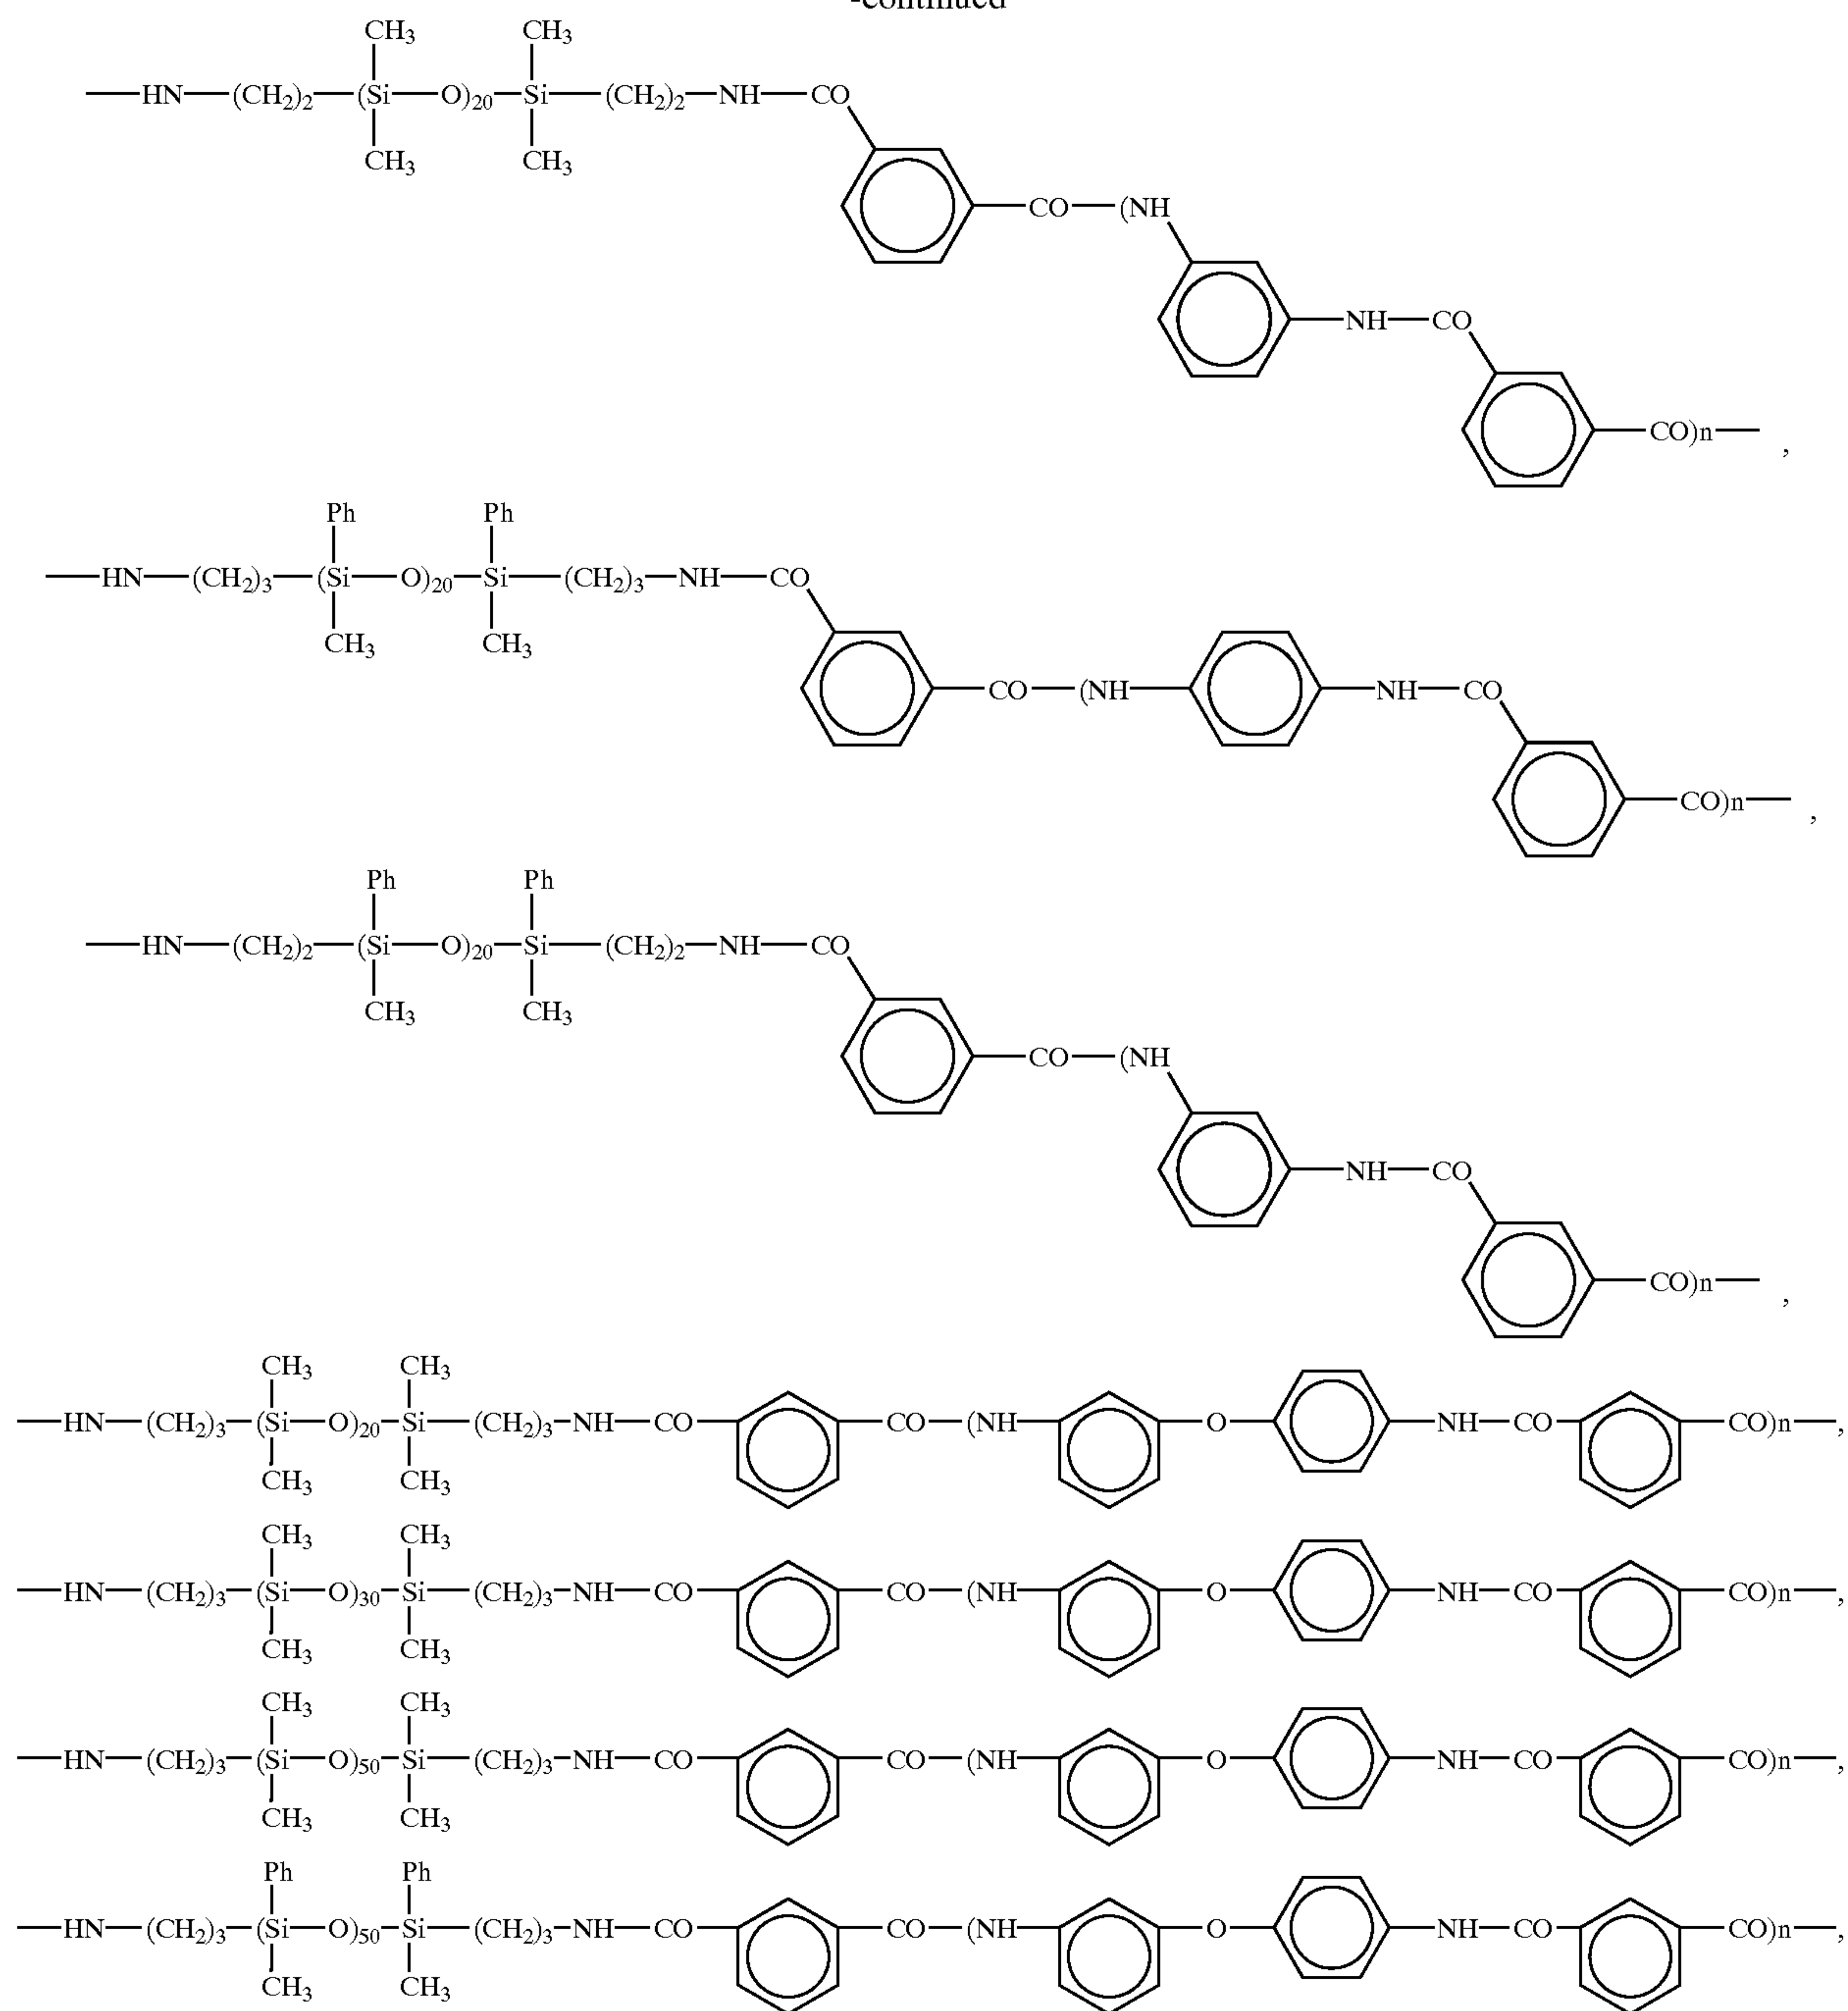 -continued
CH₃ CH₃
—HN—(CH₂)₂—(Si—O)₂₀—Si—(CH₂)₂—NH—CO
CH₃ CH₃
CO—(NH
NH—CO
CO)n—,
Ph Ph
—HN—(CH₂)₃—(Si—O)₂₀—Si—(CH₂)₃—NH—CO
CH₃ CH₃
CO—(NH NH—CO
CO)n—,
Ph Ph
—HN—(CH₂)₂—(Si—O)₂₀—Si—(CH₂)₂—NH—CO
CH₃ CH₃
CO—(NH
NH—CO
CO)n—,
CH₃ CH₃
—HN—(CH₂)₃—(Si—O)₂₀—Si—(CH₂)₃—NH—CO CO—(NH O NH—CO CO)n—,
CH₃ CH₃
CH₃ CH₃
—HN—(CH₂)₃—(Si—O)₃₀—Si—(CH₂)₃—NH—CO CO—(NH O NH—CO CO)n—,
CH₃ CH₃
CH₃ CH₃
—HN—(CH₂)₃—(Si—O)₅₀—Si—(CH₂)₃—NH—CO CO—(NH O NH—CO CO)n—,
CH₃ CH₃
Ph Ph
—HN—(CH₂)₃—(Si—O)₅₀—Si—(CH₂)₃—NH—CO CO—(NH O NH—CO CO)n—,
CH₃ CH₃